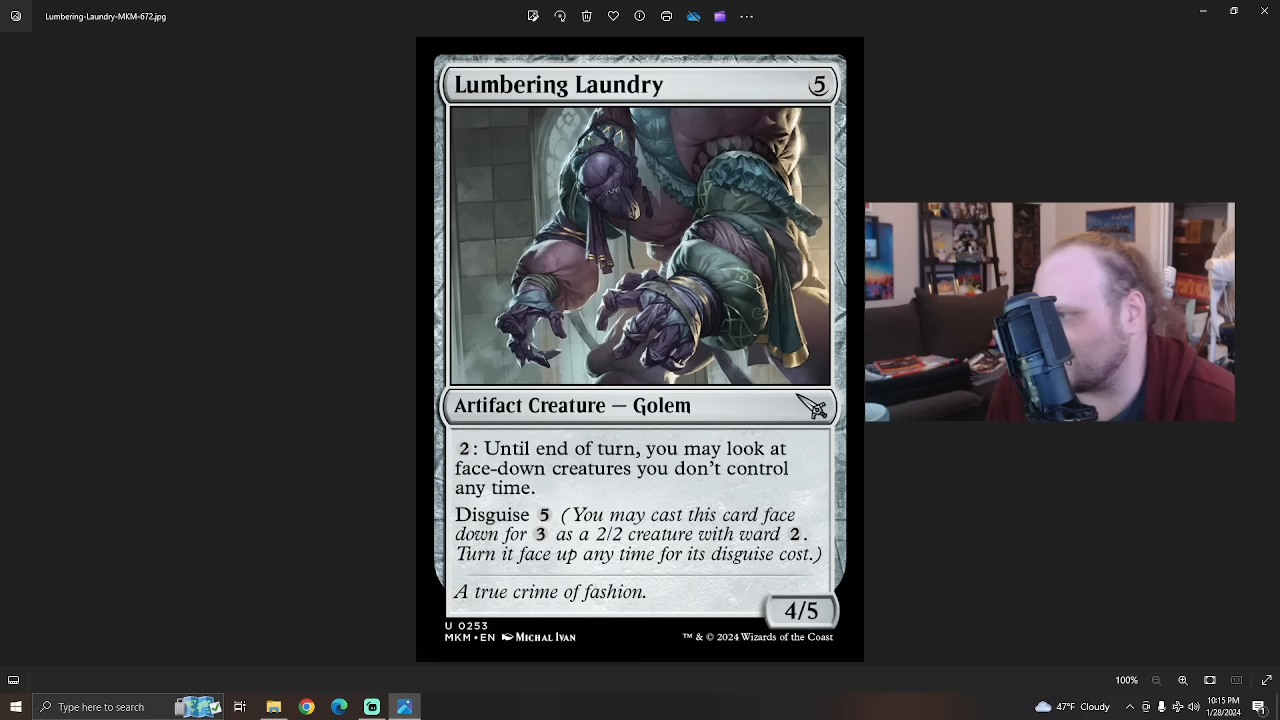 Lumbering-Laundry-MKM-672.jpg
Lumbering Laundry 5
Artifact Creature — Golem
2: Until end of turn, you may look at
face-down creatures you don't control
any time.
Disguise 5 (You may cast this card face
down for 3 as a 2/2 creature with ward 2.
Turn it face up any time for its disguise cost.)
A true crime of fashion.
4/5
U 0253
MKM • EN Michal Ivan
™ & © 2024 Wizards of the Coast
100%
Type here to search
47°F Cloudy
10:15 PM
1/28/2024